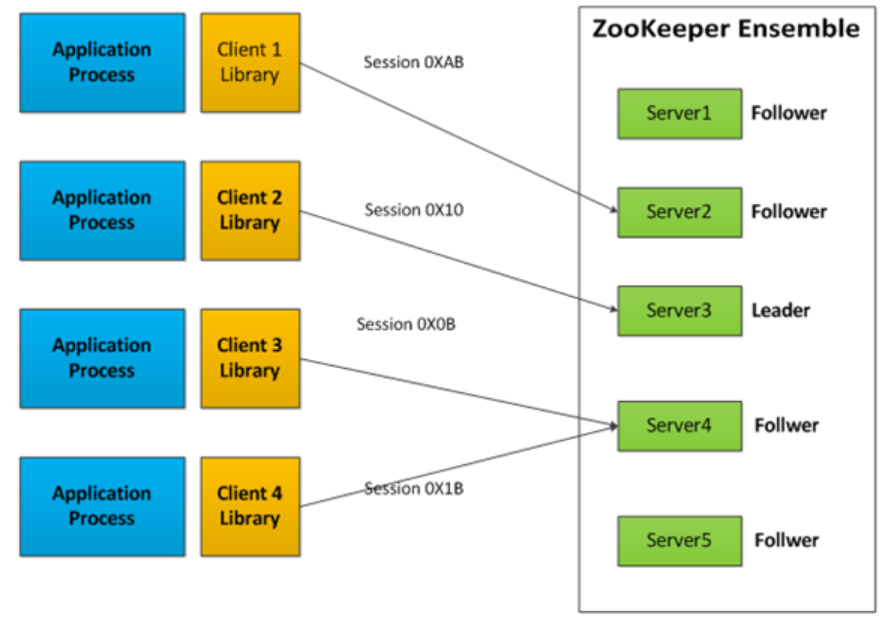 ZooKeeper Ensemble
Application
Process
Client 1
Library
Session 0XAB
Server1 Follower
Application
Process
Client 2
Library
Session 0X10
Server2 Follower
Server3 Leader
Application
Process
Client 3
Library
Session 0X0B
Server4 Follwer
Application
Process
Client 4
Library
Session 0X1B
Server5 Follwer